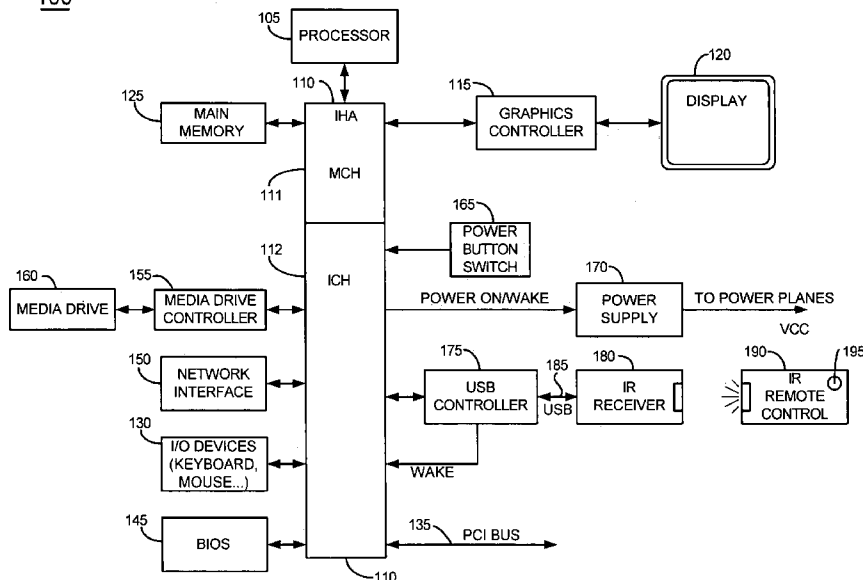 105
PROCESSOR
110
125
MAIN
MEMORY
IHA
115
GRAPHICS
CONTROLLER
120
DISPLAY
MCH
111
112
ICH
165
POWER
BUTTON
SWITCH
160
MEDIA DRIVE
155
MEDIA DRIVE
CONTROLLER
POWER ON/WAKE
170
POWER
SUPPLY
TO POWER PLANES
VCC
150
NETWORK
INTERFACE
175
USB
CONTROLLER
185
USB
180
IR
RECEIVER
190
195
IR
REMOTE
CONTROL
130
I/O DEVICES
(KEYBOARD,
MOUSE...)
WAKE
145
BIOS
135
PCI BUS
110